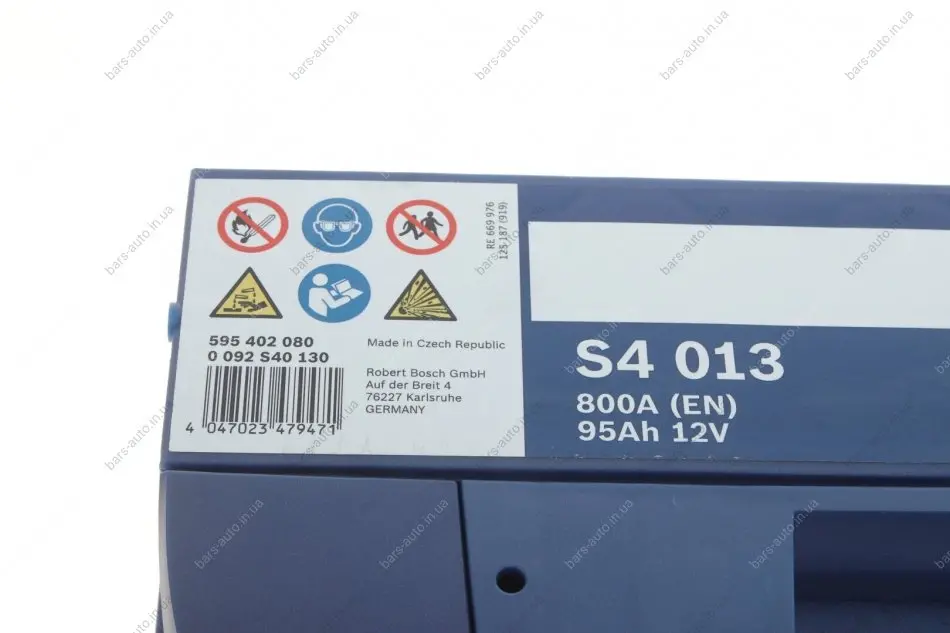 RE 669 976
125-187 (919)
595 402 080
0 092 S40 130
4 047023 479471
Made in Czech Republic
Robert Bosch GmbH
Auf der Breit 4
76227 Karlsruhe
GERMANY
S4 013
800A (EN)
95Ah 12V
bars-auto.in.ua